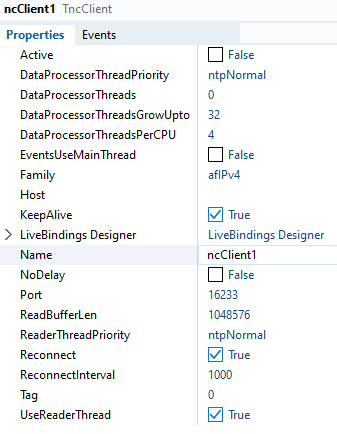 ncClient1 TncClient
Properties Events
Active False
DataProcessorThreadPriority ntpNormal
DataProcessorThreads 0
DataProcessorThreadsGrowUpto 32
DataProcessorThreadsPerCPU 4
EventsUseMainThread False
Family afIPv4
Host
KeepAlive True
LiveBindings Designer LiveBindings Designer
Name ncClient1
NoDelay False
Port 16233
ReadBufferLen 1048576
ReaderThreadPriority ntpNormal
Reconnect True
ReconnectInterval 1000
Tag 0
UseReaderThread True